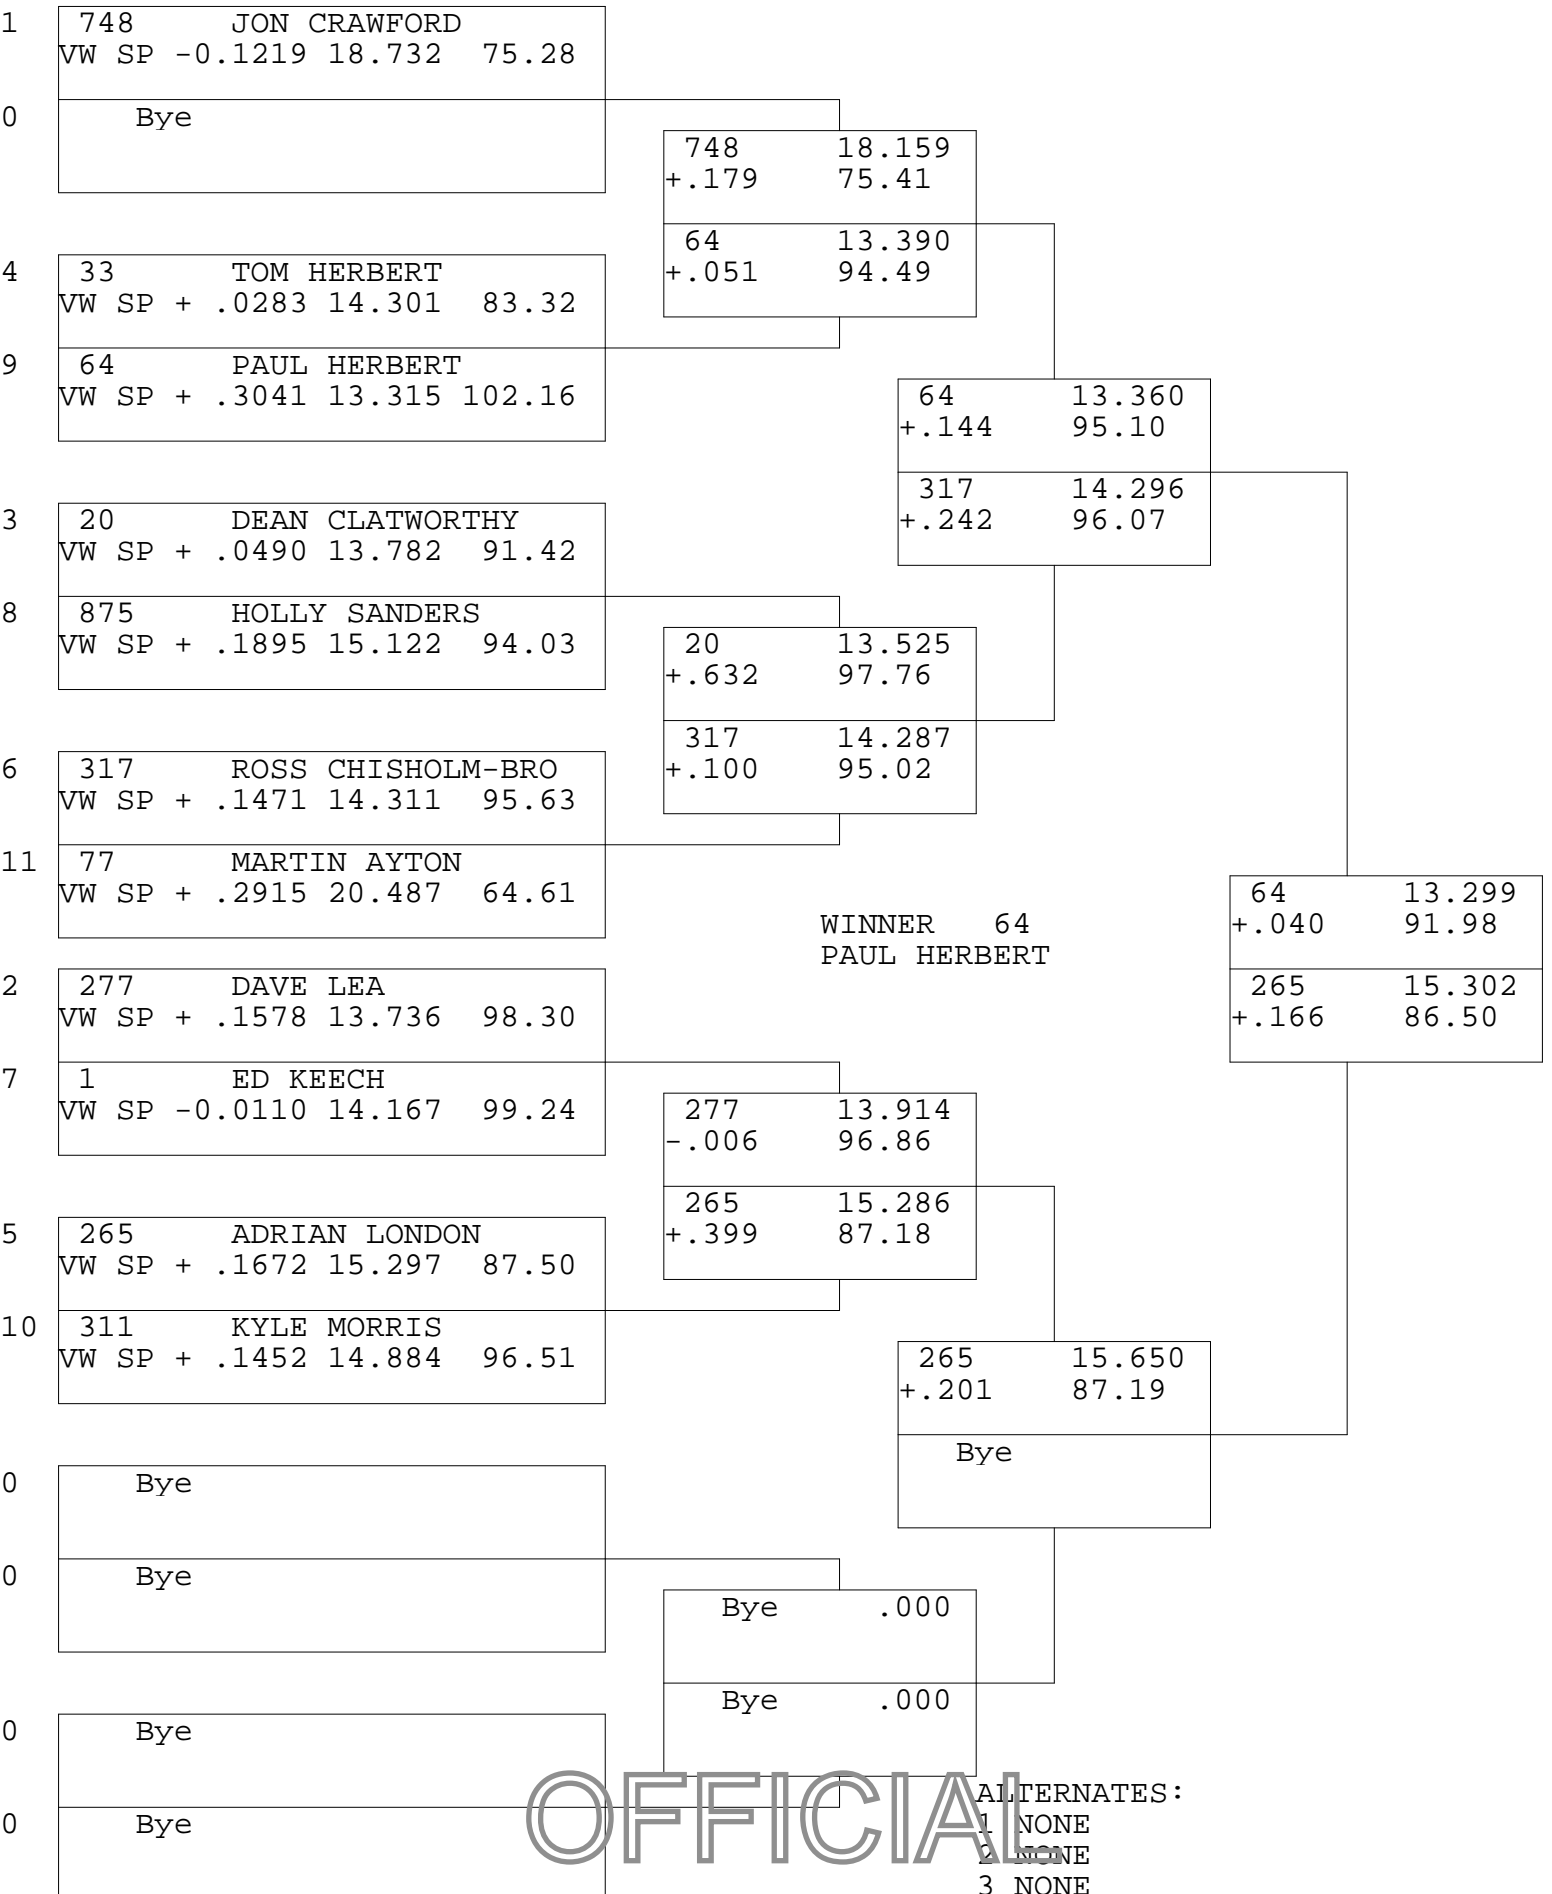 1 748 JON CRAWFORD
VW SP -0.1219 18.732 75.28
0 Bye
748 18.159
+.179 75.41
64 13.390
+.051 94.49
4 33 TOM HERBERT
VW SP + .0283 14.301 83.32
9 64 PAUL HERBERT
VW SP + .3041 13.315 102.16
64 13.360
+.144 95.10
317 14.296
+.242 96.07
3 20 DEAN CLATWORTHY
VW SP + .0490 13.782 91.42
8 875 HOLLY SANDERS
VW SP + .1895 15.122 94.03
20 13.525
+.632 97.76
317 14.287
+.100 95.02
6 317 ROSS CHISHOLM-BRO
VW SP + .1471 14.311 95.63
11 77 MARTIN AYTON
VW SP + .2915 20.487 64.61
WINNER 64
PAUL HERBERT
64 13.299
+.040 91.98
265 15.302
+.166 86.50
2 277 DAVE LEA
VW SP + .1578 13.736 98.30
7 1 ED KEECH
VW SP -0.0110 14.167 99.24
277 13.914
-.006 96.86
265 15.286
+.399 87.18
5 265 ADRIAN LONDON
VW SP + .1672 15.297 87.50
10 311 KYLE MORRIS
VW SP + .1452 14.884 96.51
265 15.650
+.201 87.19
Bye
0 Bye
0 Bye
Bye .000
Bye .000
0 Bye
0 Bye
OFFICIAL
ALTERNATES:
1 NONE
2 NONE
3 NONE